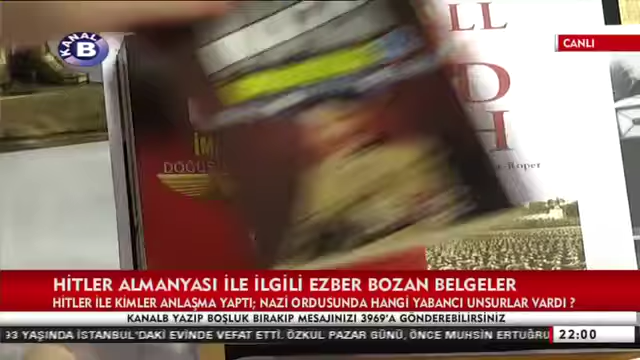 KANAL B
LL
CANLI
D
H
İM
DOĞUŞ
-Roper
HİTLER ALMANYASI İLE İLGİLİ EZBER BOZAN BELGELER
HİTLER İLE KİMLER ANLAŞMA YAPTI; NAZİ ORDUSUNDA HANGİ YABANCI UNSURLAR VARDI ?
KANALB YAZIP BOŞLUK BIRAKIP MESAJINIZI 3969'A GÖNDEREBİLİRSİNİZ
93 YAŞINDA İSTANBUL'DAKİ EVİNDE VEFAT ETTİ. ÖZKUL PAZAR GÜNÜ, ÖNCE MUHSİN ERTUĞRU
22:00